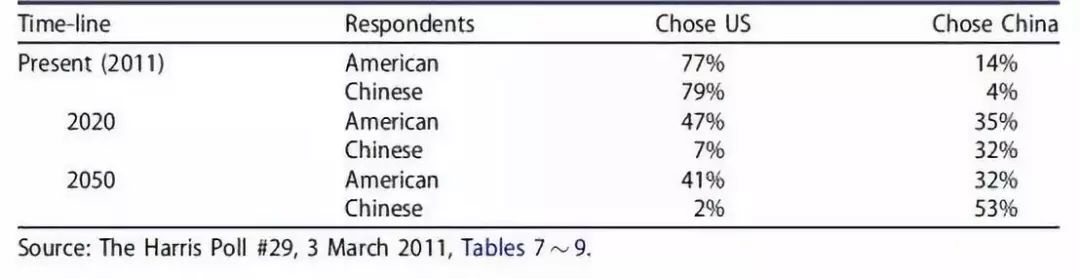 Time-line Respondents Chose US Chose China
Present (2011) American 77% 14%
Chinese 79% 4%
2020 American 47% 35%
Chinese 7% 32%
2050 American 41% 32%
Chinese 2% 53%
Source: The Harris Poll #29, 3 March 2011, Tables 7~9.